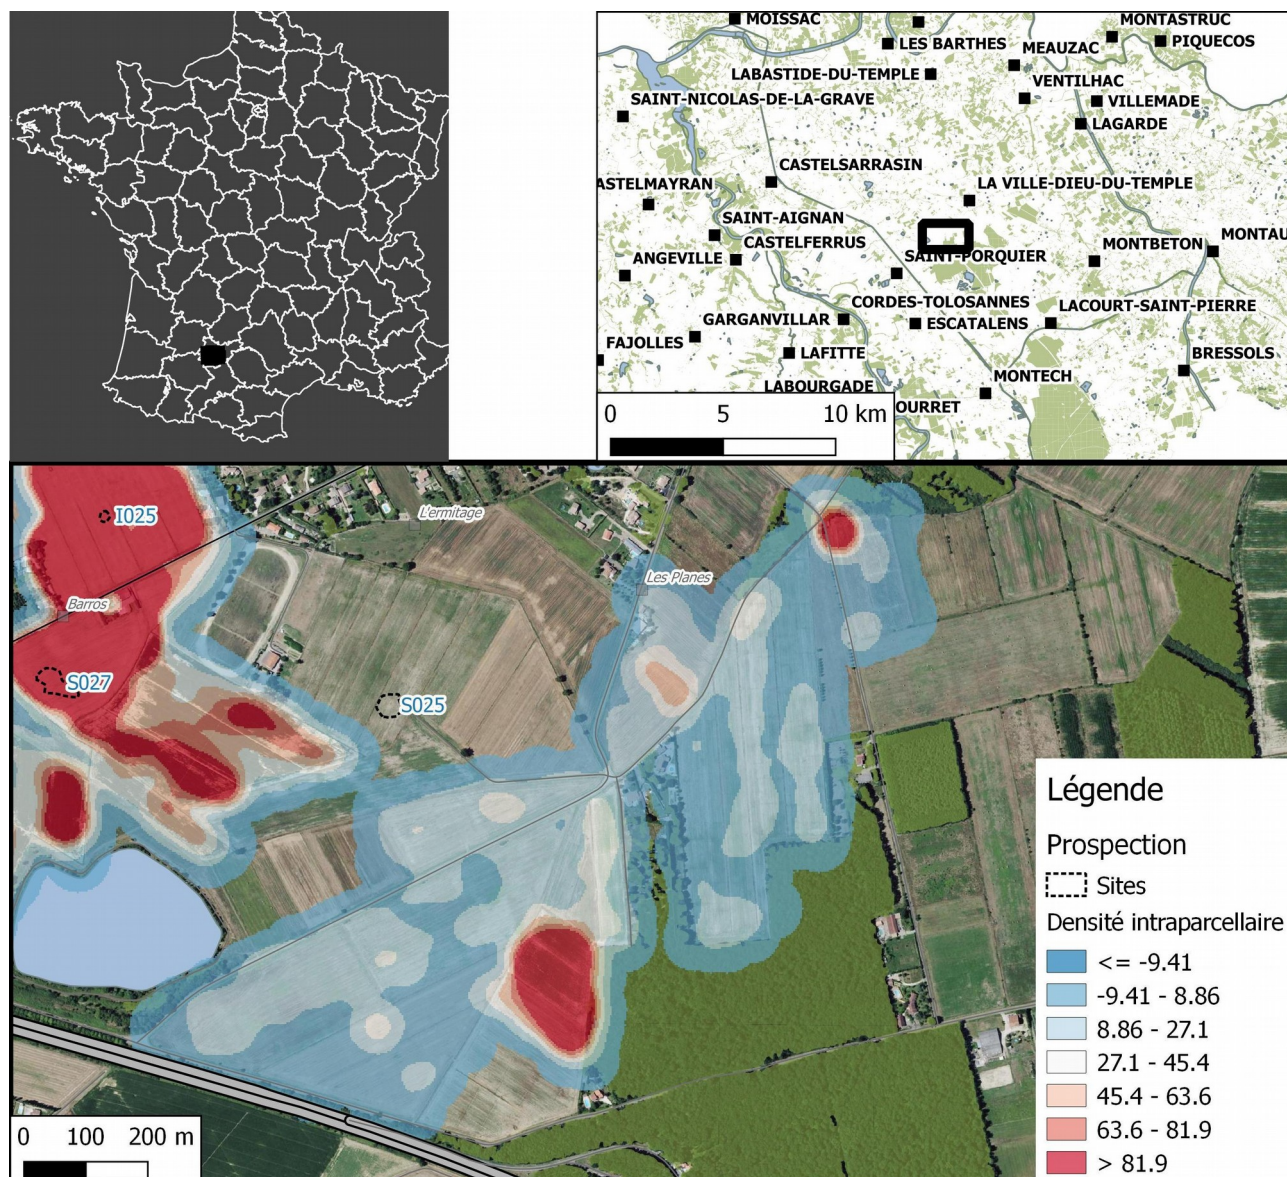 MOISSAC
MONTASTRUC
LES BARTHES
MEAUZAC
PIQUECOS
LABASTIDE-DU-TEMPLE
VENTILHAC
SAINT-NICOLAS-DE-LA-GRAVE
VILLEMADE
LAGARDE
CASTELSARRASIN
ASTELMAYRAN
LA VILLE-DIEU-DU-TEMPLE
SAINT-AIGNAN
CASTELFERRUS
MONTBETON
MONTAU
ANGEVILLE
SAINT-PORQUIER
CORDES-TOLOSANNES
LACOURT-SAINT-PIERRE
GARGANVILLAR
ESCATALENS
FAJOLLES
LAFITTE
BRESSOLS
LABOURGADE
MONTECH
OURRET
0 5 10 km
I025
L'ermitage
Les Planes
Barros
S027
S025
Légende
Prospection
Sites
Densité intraparcellaire
<= -9.41
-9.41 - 8.86
8.86 - 27.1
27.1 - 45.4
45.4 - 63.6
63.6 - 81.9
> 81.9
0 100 200 m